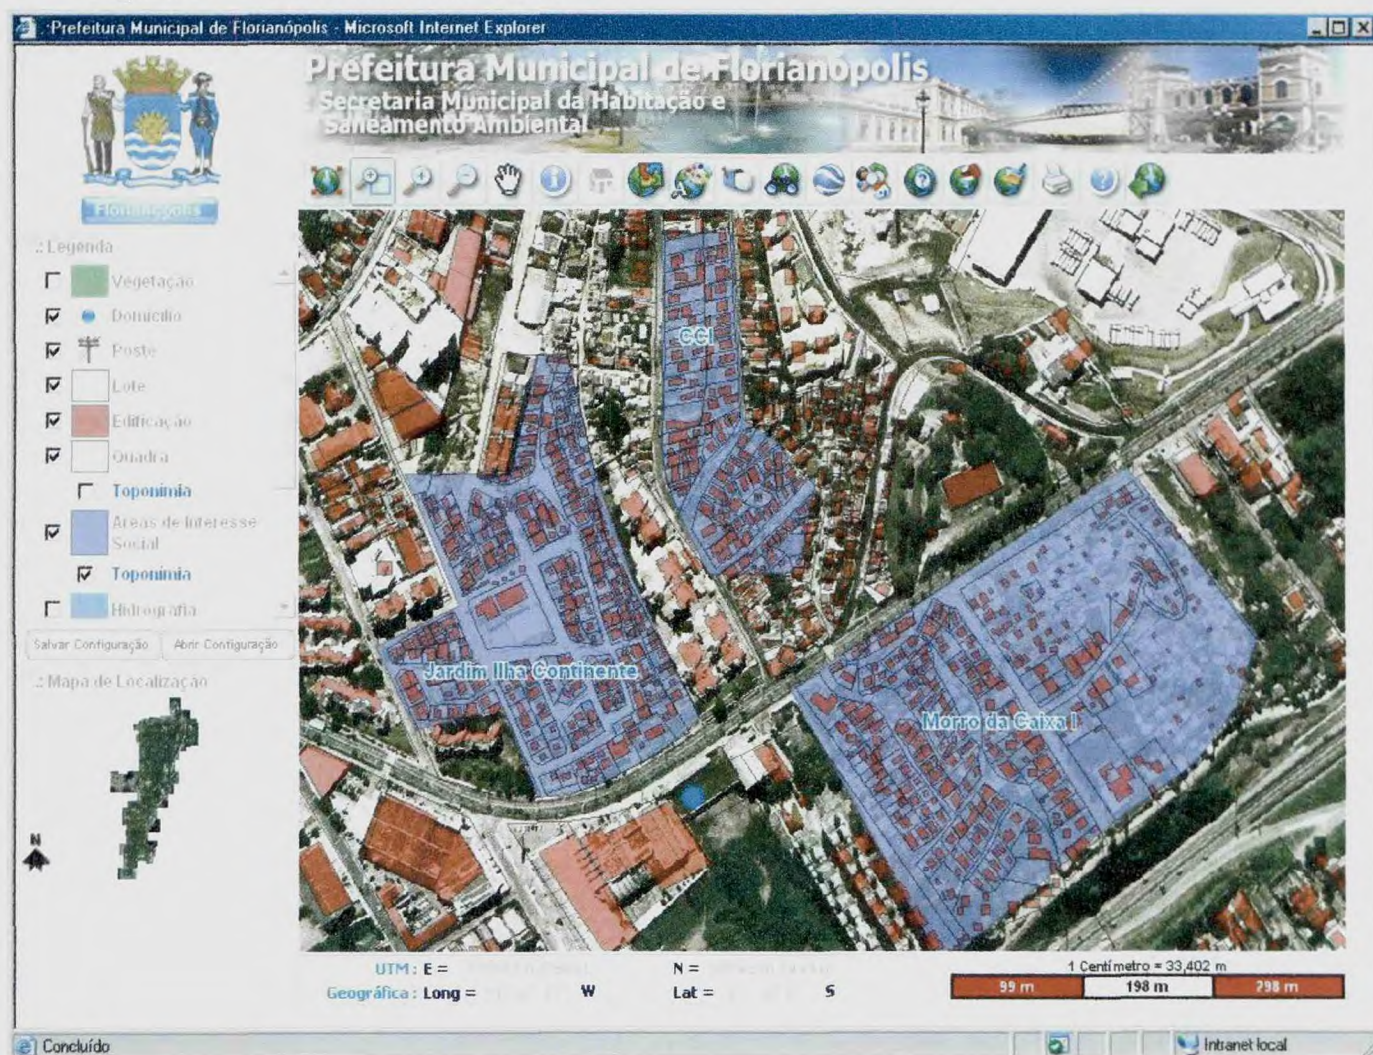 .:Prefeitura Municipal de Florianópolis - Microsoft Internet Explorer
Prefeitura Municipal de Florianópolis
: Secretaria Municipal da Habitação e
Saneamento Ambiental
Florianópolis
.: Legenda
Vegetação
Domicílio
Poste
Lote
Edificação
Quadra
Toponímia
Areas de Interesse
Social
Toponímia
Hidrografia
Salvar Configuração
Abrir Configuração
.: Mapa de Localização
N
CCI
Jardim Ilha Continente
Morro da Caixa I
UTM : E =
N =
Geográfica : Long =
W
Lat =
S
1 Centímetro = 33,402 m
99 m
198 m
298 m
Concluído
Intranet local